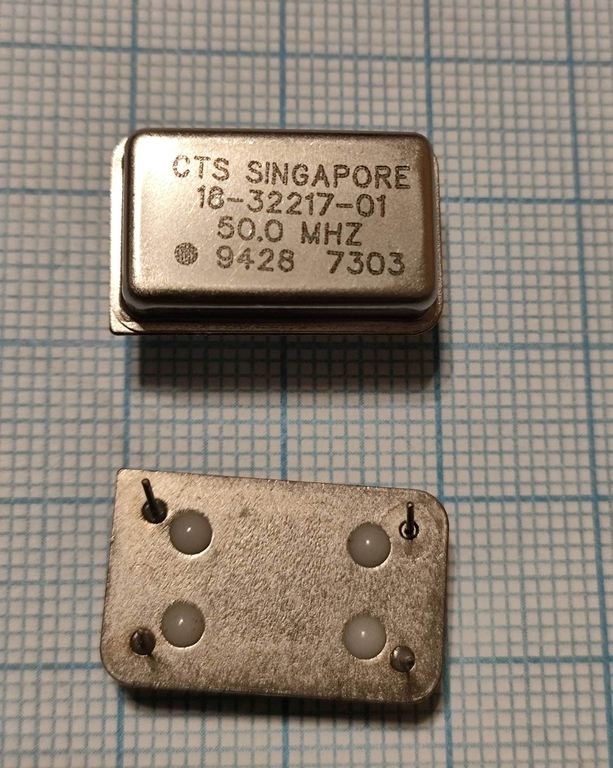 CTS SINGAPORE
18-32217-01
50.0 MHZ
9428 7303